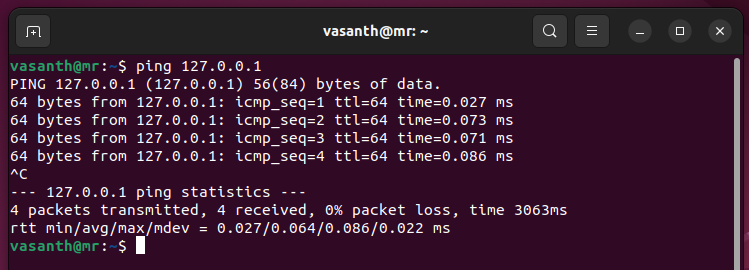 vasanth@mr: ~
vasanth@mr:~$ ping 127.0.0.1
PING 127.0.0.1 (127.0.0.1) 56(84) bytes of data.
64 bytes from 127.0.0.1: icmp_seq=1 ttl=64 time=0.027 ms
64 bytes from 127.0.0.1: icmp_seq=2 ttl=64 time=0.073 ms
64 bytes from 127.0.0.1: icmp_seq=3 ttl=64 time=0.071 ms
64 bytes from 127.0.0.1: icmp_seq=4 ttl=64 time=0.086 ms
^C
--- 127.0.0.1 ping statistics ---
4 packets transmitted, 4 received, 0% packet loss, time 3063ms
rtt min/avg/max/mdev = 0.027/0.064/0.086/0.022 ms
vasanth@mr:~$